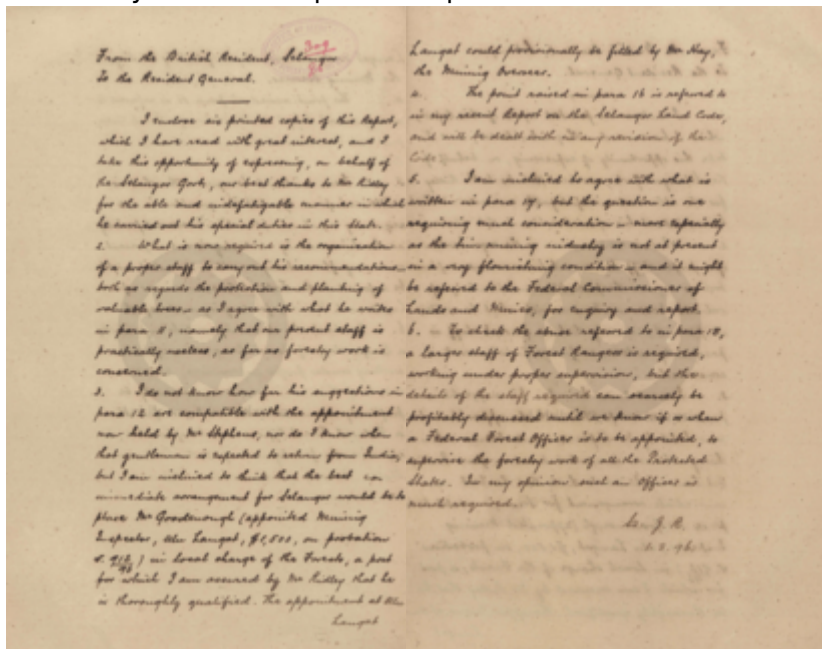 From the British Resident, Selangor
To the Resident General.
I enclose six printed copies of this Report,
which I have read with great interest, and I
take this opportunity of expressing, on behalf of
the Selangor Govt, our best thanks to Mr Ridley
for the able and indefatigable manner in which
he carried out his special duties in this State.
2. What is now required is the organization
of a proper staff to carry out his recommendations
both as regards the protection and planting of
valuable trees as I agree with what he writes
in para 11, namely that our present staff is
practically useless, as far as forestry work is
concerned.
3. I do not know how far his suggestions in
para 12 are compatible with the appointment
now held by Mr Stephens, nor do I know when
that gentleman is expected to return from India,
but I am inclined to think that the best
immediate arrangement for Selangor would be to
place Mr Goodenough (appointed Mining
Inspector, Ulu Langat, $1,500, on probation
in local charge of the Forests, a post
for which I am assured by Mr Ridley that he
is thoroughly qualified. The appointment at Ulu
Langat
Langat could provisionally be filled by Mr Hay,
the Mining Overseer.
The point raised in para 16 is referred to
in my recent Report on the Selangor Land Code,
and will be dealt with in any revision of the
Code.
5. I am inclined to agree with what is
written in para 17, but the question is one
requiring much consideration more especially
as the tin mining industry is not at present
in a very flourishing condition and it might
be referred to the Federal Commissioner of
Lands and Mines, for enquiry and report.
6. To check the abuse referred to in para 18,
a larger staff of Forest Rangers is required,
working under proper supervision, but the
details of the staff required can scarcely be
profitably discussed until we know if or when
a Federal Forest Officer is to be appointed, to
supervise the forestry work of all the Protected
States. In my opinion such an Officer is
much required.